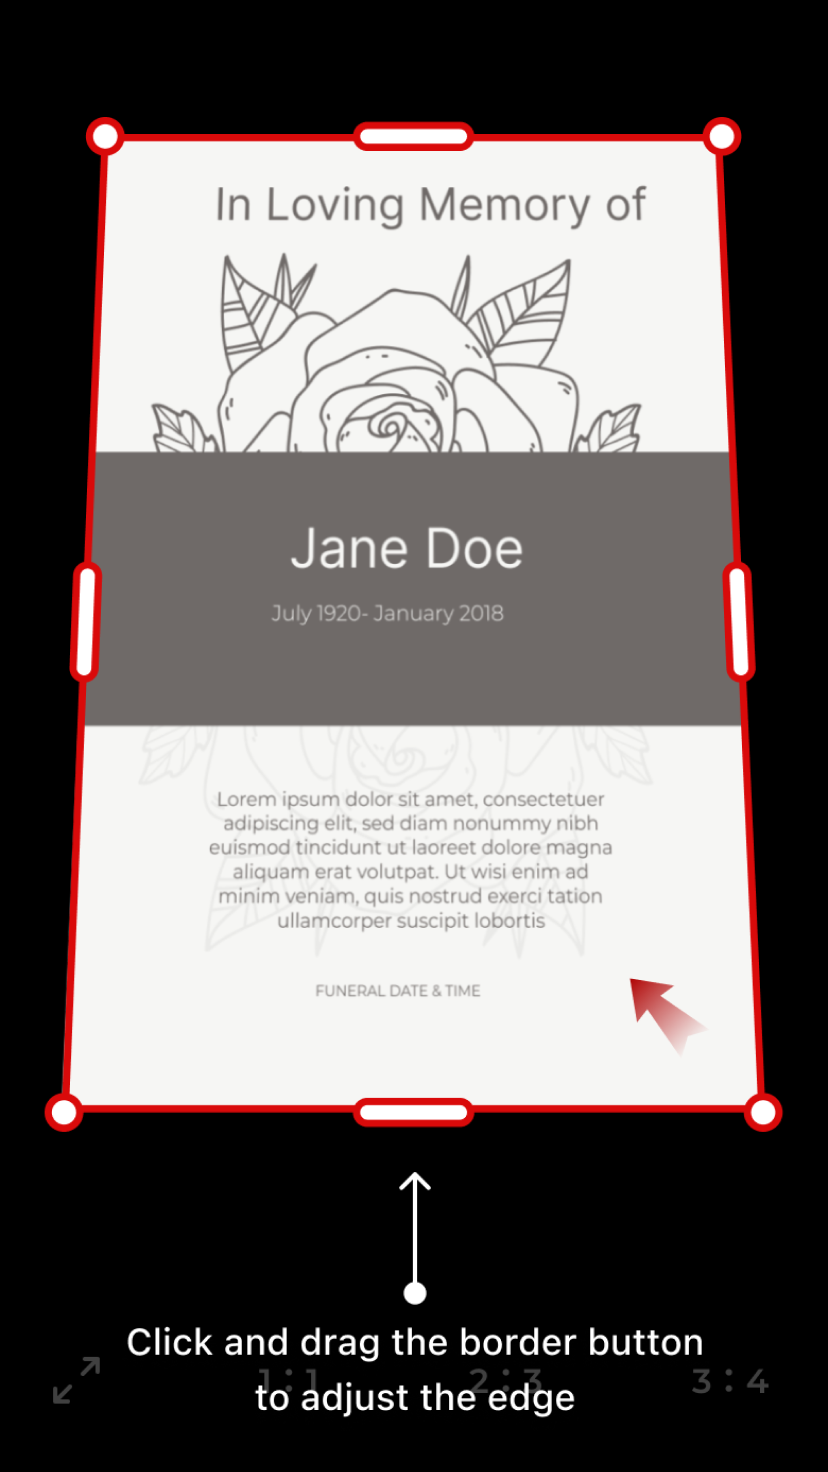 In Loving Memory of
Jane Doe
July 1920- January 2018
Lorem ipsum dolor sit amet, consectetuer
adipiscing elit, sed diam nonummy nibh
euismod tincidunt ut laoreet dolore magna
aliquam erat volutpat. Ut wisi enim ad
minim veniam, quis nostrud exerci tation
ullamcorper suscipit lobortis
FUNERAL DATE & TIME
Click and drag the border button
1:1 2:3 3:4
to adjust the edge